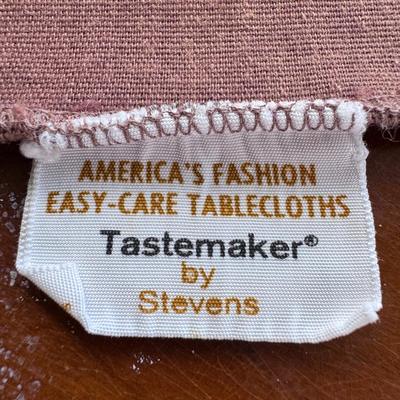 AMERICA'S FASHION
EASY-CARE TABLECLOTHS
Tastemaker®
by
Stevens